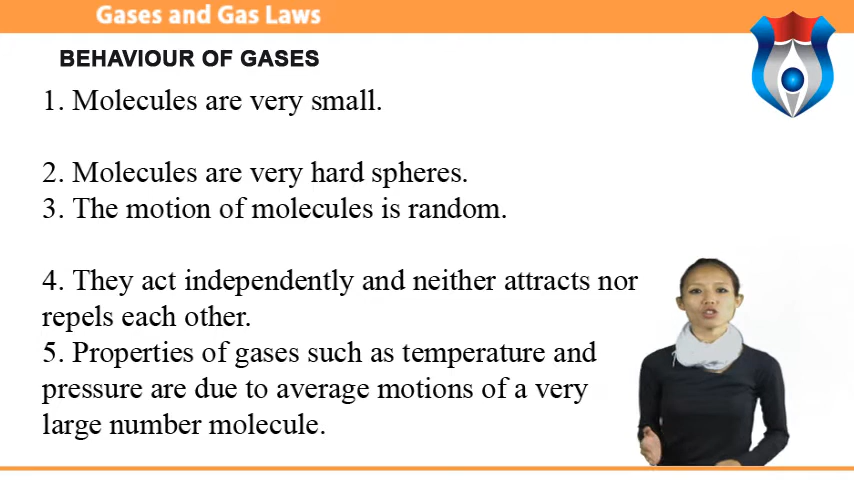 Gases and Gas Laws
BEHAVIOUR OF GASES
1. Molecules are very small.
2. Molecules are very hard spheres.
3. The motion of molecules is random.
4. They act independently and neither attracts nor
repels each other.
5. Properties of gases such as temperature and
pressure are due to average motions of a very
large number molecule.